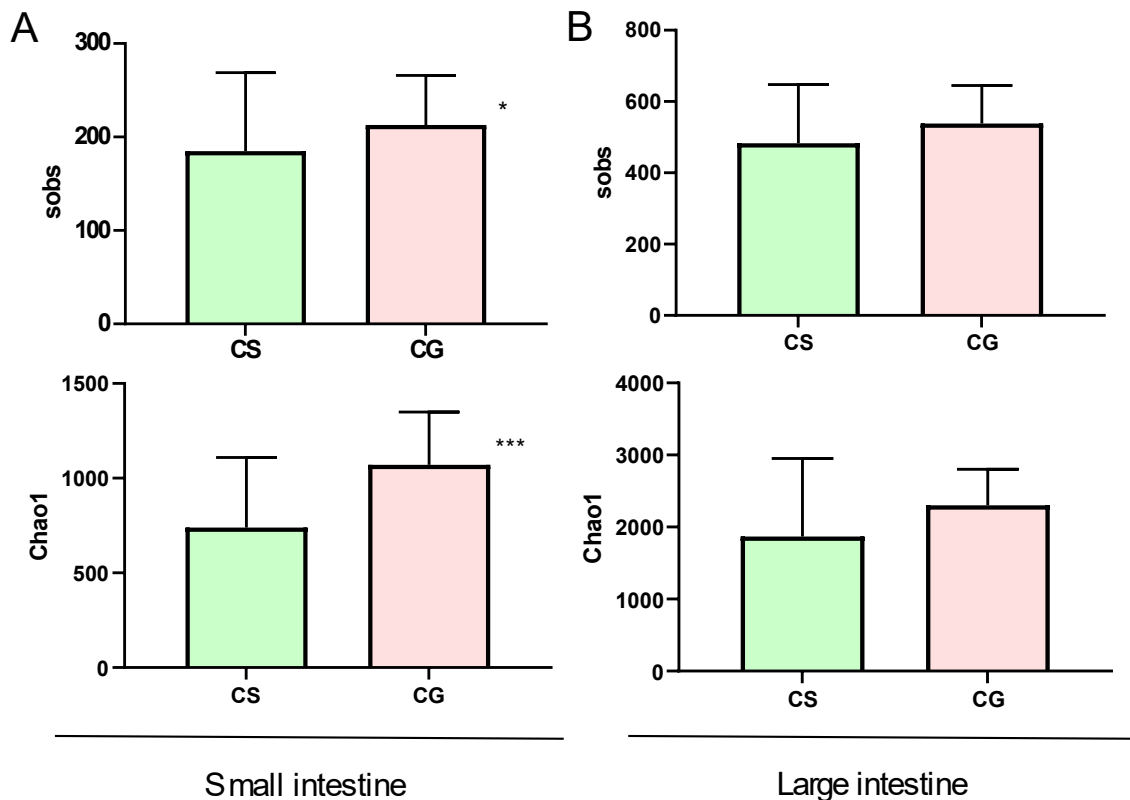 A
300
200
100
0
sobs
*
CS
CG
B
800
600
400
200
0
sobs
CS
CG
1500
1000
500
0
Chao1
***
CS
CG
4000
3000
2000
1000
0
Chao1
CS
CG
Small intestine
Large intestine